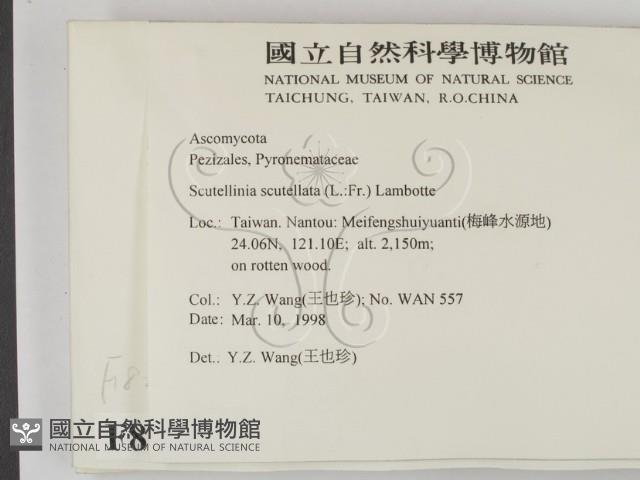 國立自然科學博物館
NATIONAL MUSEUM OF NATURAL SCIENCE
TAICHUNG, TAIWAN, R.O.CHINA
Ascomycota
Pezizales, Pyronemataceae
Scutellinia scutellata (L.:Fr.) Lambotte
Loc.: Taiwan. Nantou: Meifengshuiyuanti(梅峰水源地)
24.06N, 121.10E; alt. 2,150m;
on rotten wood.
Col.: Y.Z. Wang(王也珍); No. WAN 557
Date: Mar. 10, 1998
Det.. Y.Z. Wang(王也珍)
F8
國立自然科學博物館
NATIONAL MUSEUM OF NATURAL SCIENCE